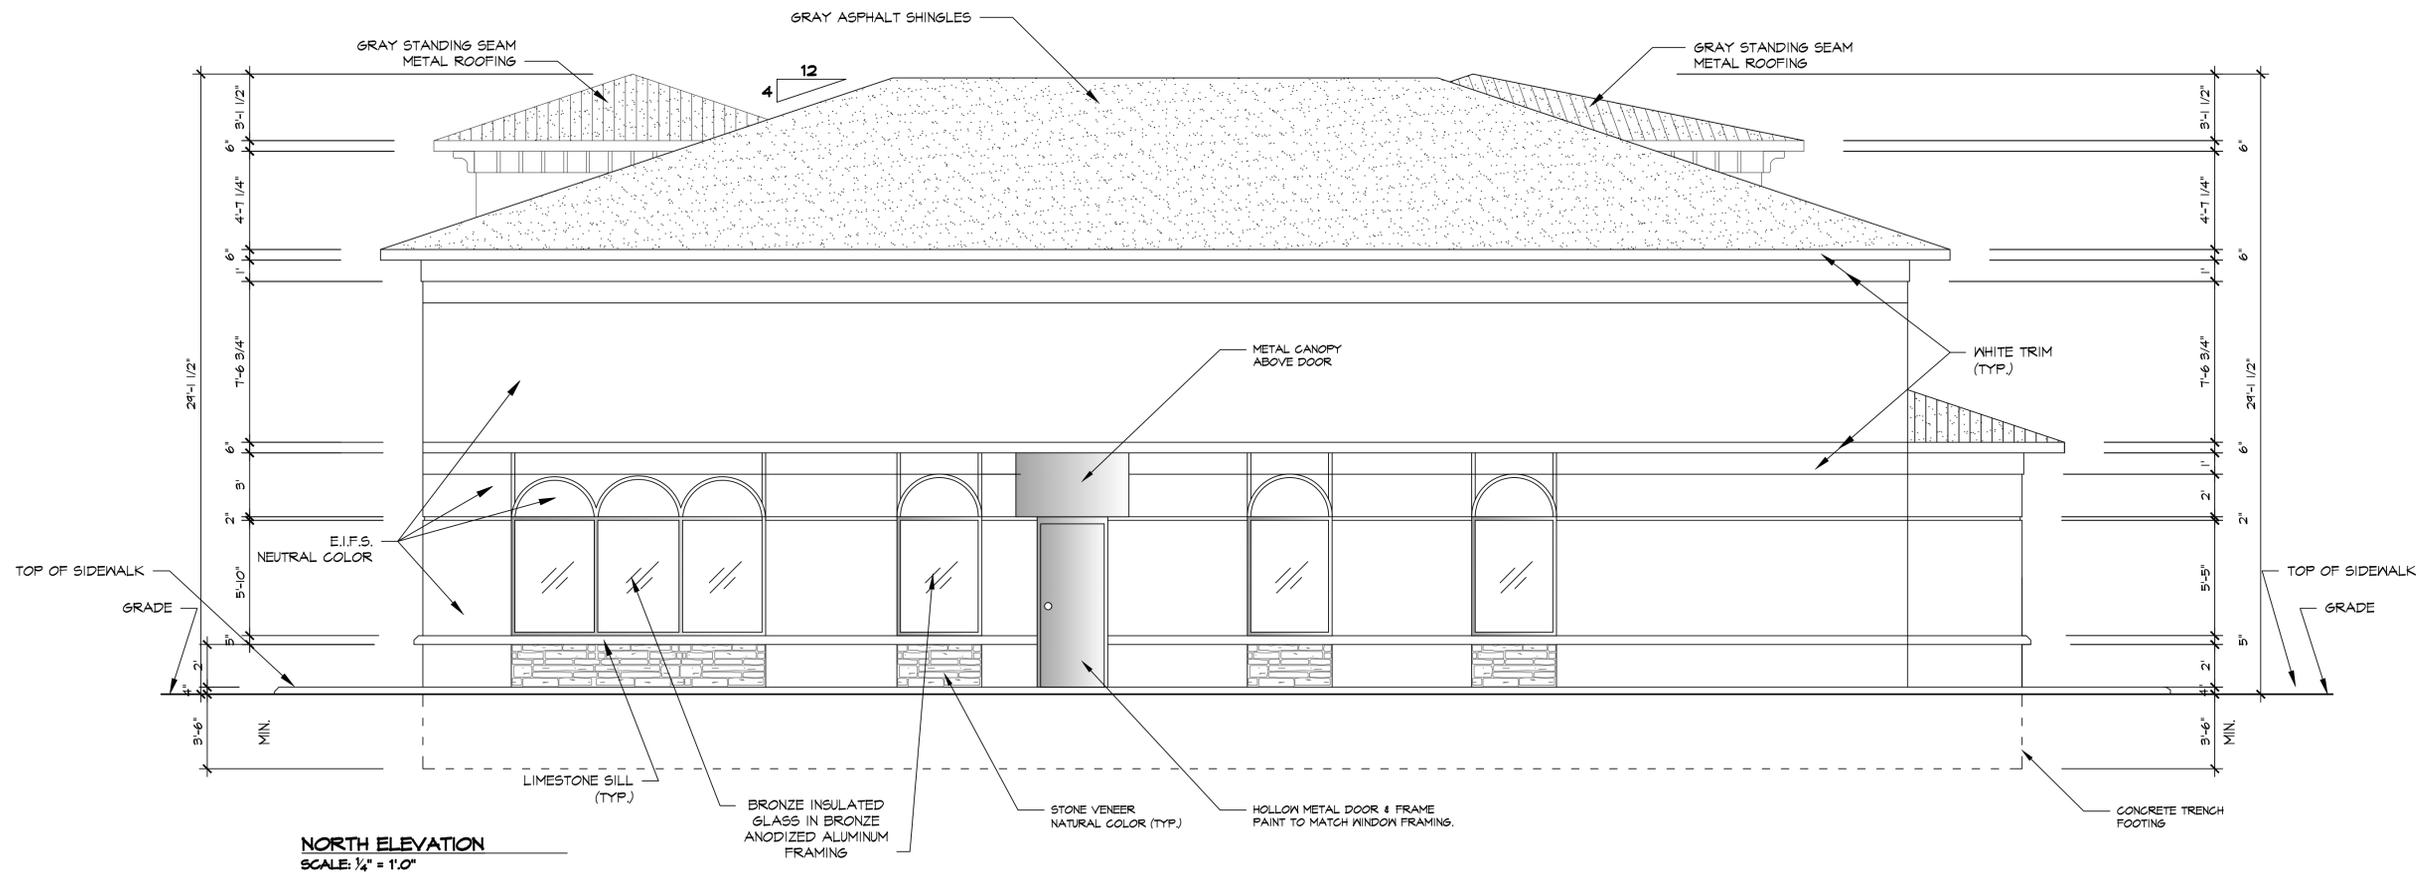 GRAY ASPHALT SHINGLES
GRAY STANDING SEAM
METAL ROOFING
GRAY STANDING SEAM
METAL ROOFING
12
4
3'-1 1/2"
6"
4'-7 1/4"
6"
1'
7'-6 3/4"
29'-1 1/2"
6"
3'
2"
5'-10"
5"
2'
4"
3'-6"
MIN.
3'-1 1/2"
6"
4'-7 1/4"
6"
1'
7'-6 3/4"
29'-1 1/2"
6"
1'
2'
2"
5'-5"
5"
2'
4"
3'-6"
MIN.
METAL CANOPY
ABOVE DOOR
WHITE TRIM
(TYP.)
E.I.F.S.
NEUTRAL COLOR
TOP OF SIDEWALK
GRADE
TOP OF SIDEWALK
GRADE
LIMESTONE SILL
(TYP.)
BRONZE INSULATED
GLASS IN BRONZE
ANODIZED ALUMINUM
FRAMING
STONE VENEER
NATURAL COLOR (TYP.)
HOLLOW METAL DOOR & FRAME
PAINT TO MATCH WINDOW FRAMING.
CONCRETE TRENCH
FOOTING
NORTH ELEVATION
SCALE: 1/4" = 1'.0"